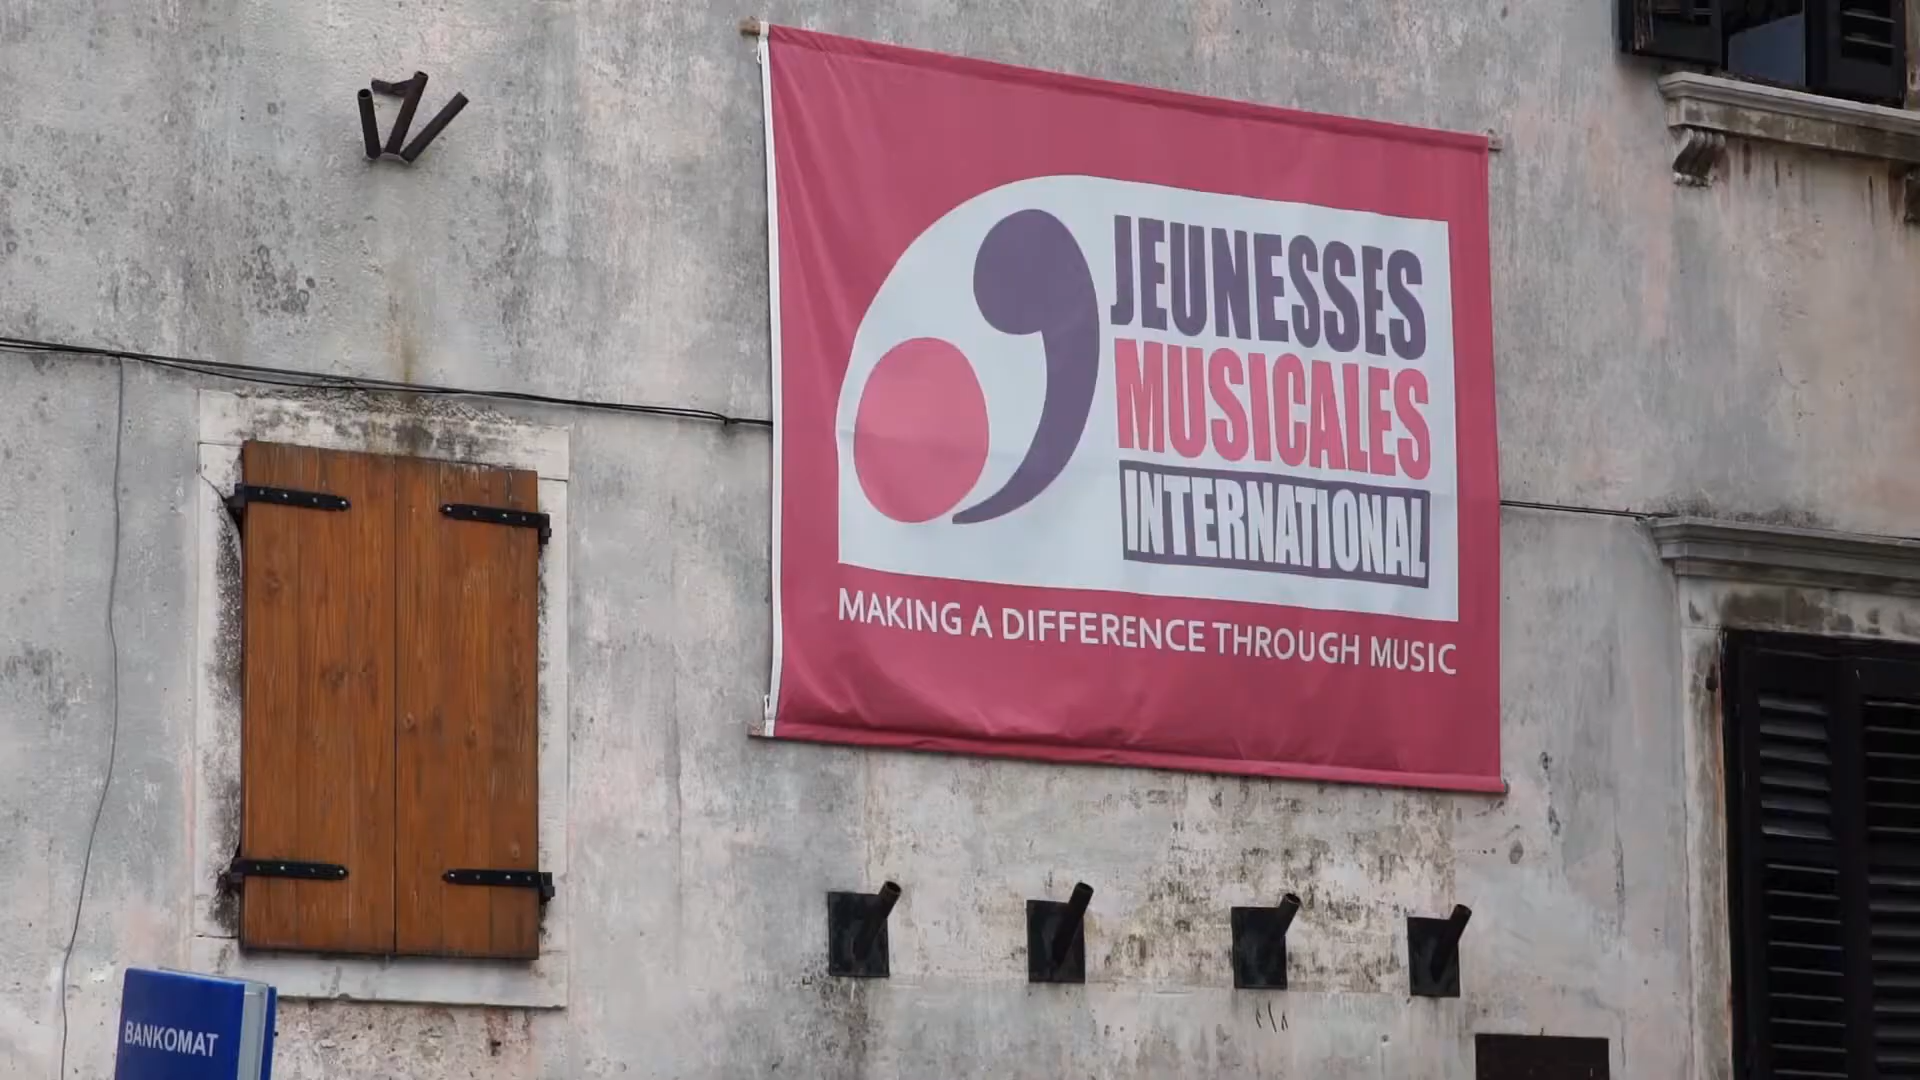 JEUNESSES
MUSICALES
INTERNATIONAL
MAKING A DIFFERENCE THROUGH MUSIC
BANKOMAT